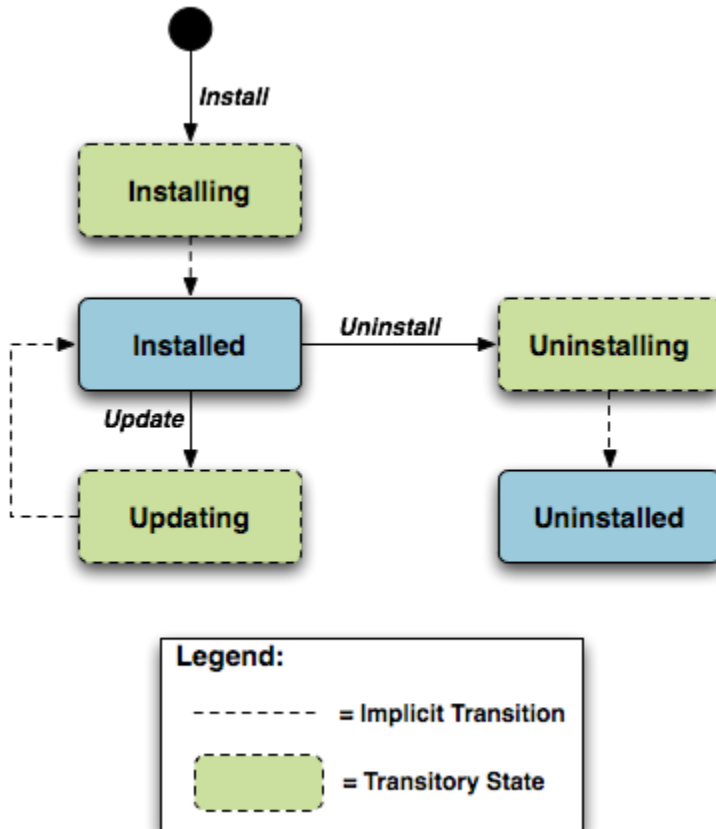 Install
Installing
Installed
Uninstall
Uninstalling
Update
Updating
Uninstalled
Legend:
= Implicit Transition
= Transitory State